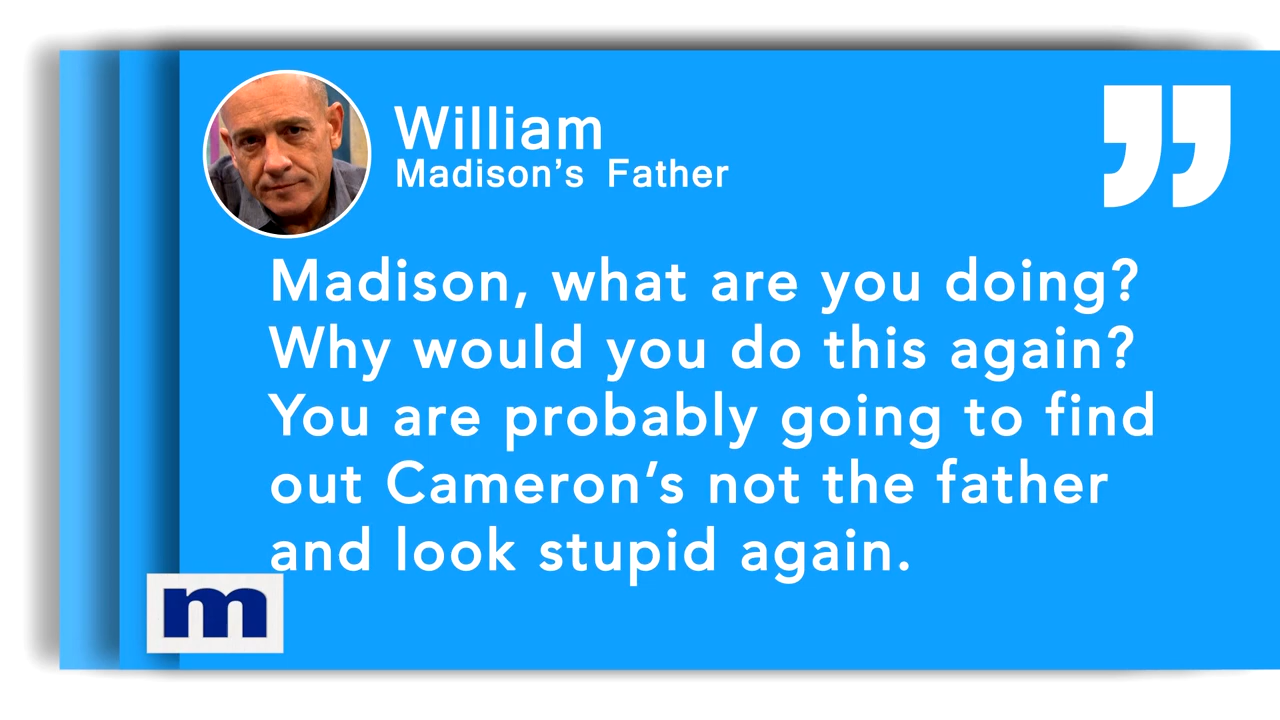 William
Madison's Father
Madison, what are you doing?
Why would you do this again?
You are probably going to find
out Cameron's not the father
and look stupid again.
m